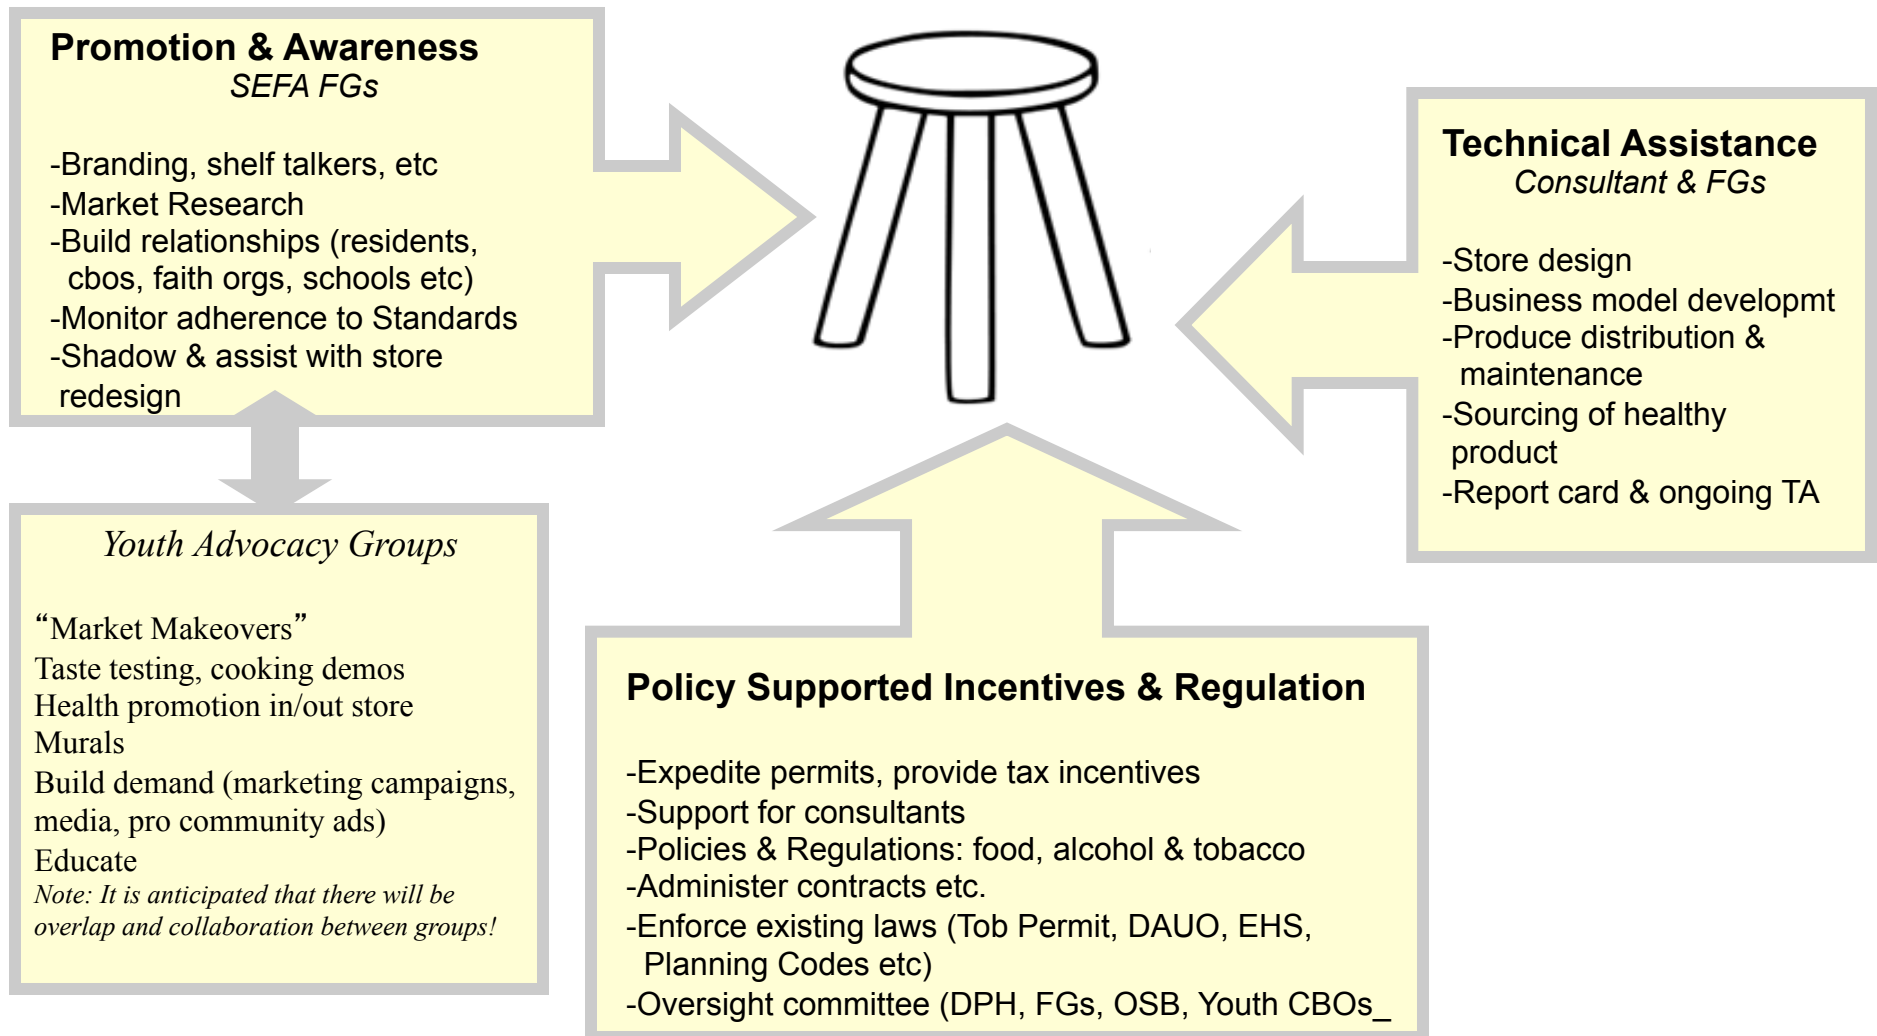 Promotion & Awareness
SEFA FGs
-Branding, shelf talkers, etc
-Market Research
-Build relationships (residents,
cbos, faith orgs, schools etc)
-Monitor adherence to Standards
-Shadow & assist with store
redesign
Youth Advocacy Groups
“Market Makeovers”
Taste testing, cooking demos
Health promotion in/out store
Murals
Build demand (marketing campaigns,
media, pro community ads)
Educate
Note: It is anticipated that there will be
overlap and collaboration between groups!
Technical Assistance
Consultant & FGs
-Store design
-Business model developmt
-Produce distribution &
maintenance
-Sourcing of healthy
product
-Report card & ongoing TA
Policy Supported Incentives & Regulation
-Expedite permits, provide tax incentives
-Support for consultants
-Policies & Regulations: food, alcohol & tobacco
-Administer contracts etc.
-Enforce existing laws (Tob Permit, DAUO, EHS,
Planning Codes etc)
-Oversight committee (DPH, FGs, OSB, Youth CBOs_